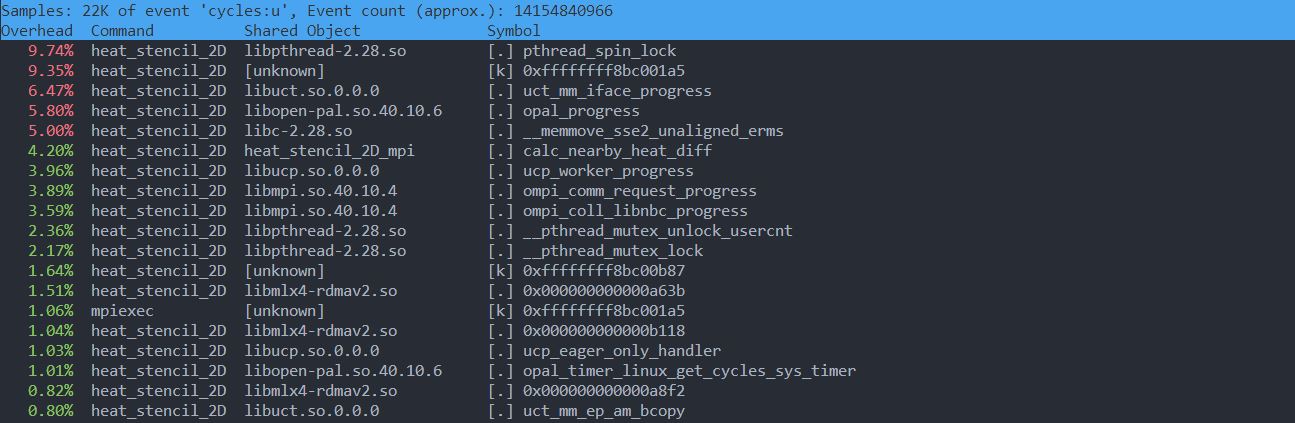 Samples: 22K of event 'cycles:u', Event count (approx.): 14154840966
Overhead  Command          Shared Object            Symbol
   9.74%  heat_stencil_2D  libpthread-2.28.so       [.] pthread_spin_lock
   9.35%  heat_stencil_2D  [unknown]                [k] 0xffffffff8bc001a5
   6.47%  heat_stencil_2D  libuct.so.0.0.0          [.] uct_mm_iface_progress
   5.80%  heat_stencil_2D  libopen-pal.so.40.10.6   [.] opal_progress
   5.00%  heat_stencil_2D  libc-2.28.so             [.] __memmove_sse2_unaligned_erms
   4.20%  heat_stencil_2D  heat_stencil_2D_mpi      [.] calc_nearby_heat_diff
   3.96%  heat_stencil_2D  libucp.so.0.0.0          [.] ucp_worker_progress
   3.89%  heat_stencil_2D  libmpi.so.40.10.4        [.] ompi_comm_request_progress
   3.59%  heat_stencil_2D  libmpi.so.40.10.4        [.] ompi_coll_libnbc_progress
   2.36%  heat_stencil_2D  libpthread-2.28.so       [.] __pthread_mutex_unlock_usercnt
   2.17%  heat_stencil_2D  libpthread-2.28.so       [.] __pthread_mutex_lock
   1.64%  heat_stencil_2D  [unknown]                [k] 0xffffffff8bc00b87
   1.51%  heat_stencil_2D  libmlx4-rdmav2.so        [.] 0x000000000000a63b
   1.06%  mpiexec          [unknown]                [k] 0xffffffff8bc001a5
   1.04%  heat_stencil_2D  libmlx4-rdmav2.so        [.] 0x000000000000b118
   1.03%  heat_stencil_2D  libucp.so.0.0.0          [.] ucp_eager_only_handler
   1.01%  heat_stencil_2D  libopen-pal.so.40.10.6   [.] opal_timer_linux_get_cycles_sys_timer
   0.82%  heat_stencil_2D  libmlx4-rdmav2.so        [.] 0x000000000000a8f2
   0.80%  heat_stencil_2D  libuct.so.0.0.0          [.] uct_mm_ep_am_bcopy